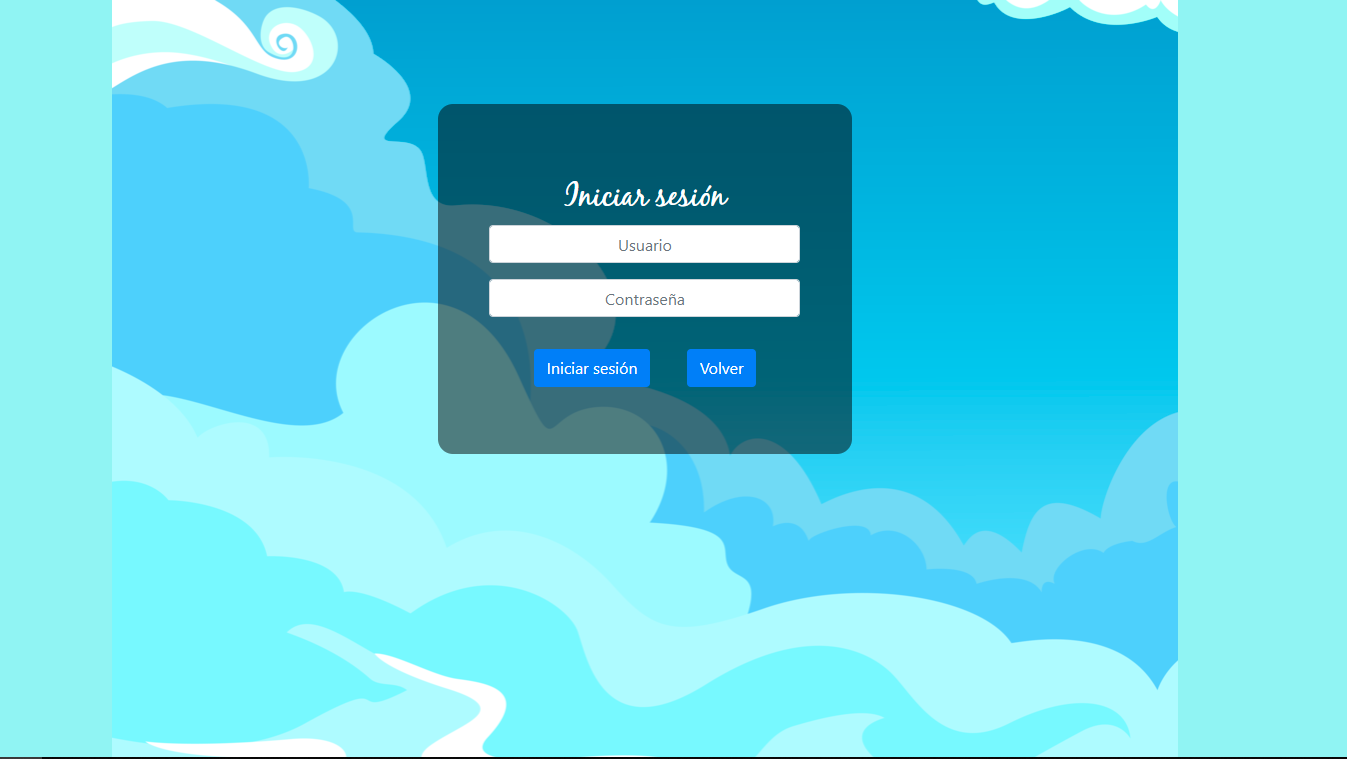 Iniciar sesión
Usuario
Contraseña
Iniciar sesión
Volver